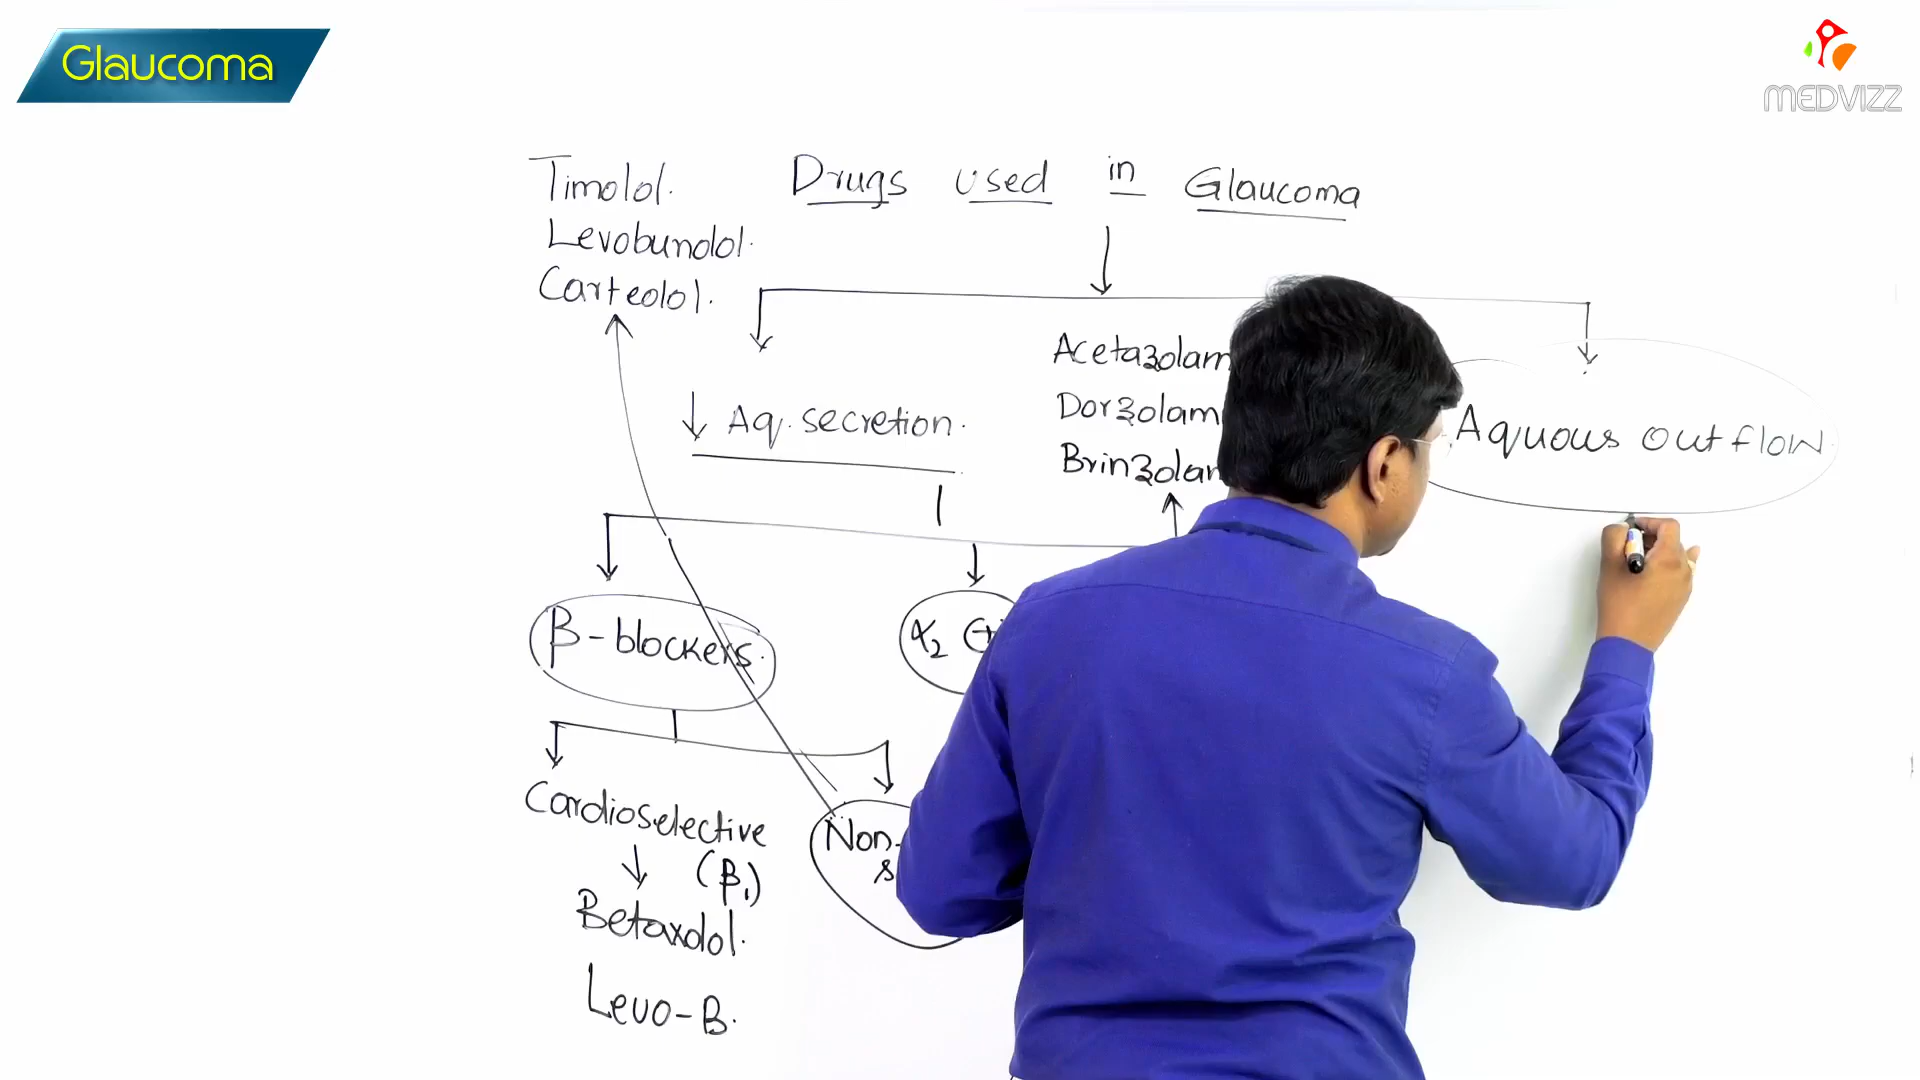 Glaucoma
MEDVIZZ
Drugs used in Glaucoma
Timolol.
Levobunolol.
Carteolol.
Acetazolam
Dorzolam
Brinzolam
↓ Aq. secretion.
Aquous outflow
β-blockers.
α2
Cardioselective
(β1)
Non-
Betaxolol.
Levo-B.